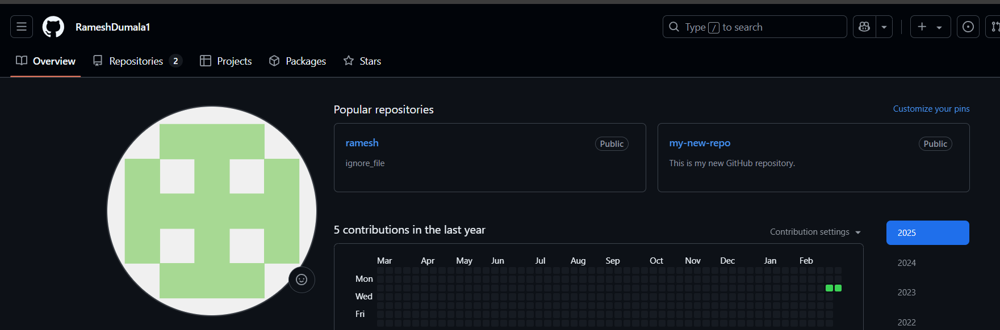 RameshDumala1
Type / to search
Overview
Repositories 2
Projects
Packages
Stars
Popular repositories
Customize your pins
ramesh
Public
ignore_file
my-new-repo
Public
This is my new GitHub repository.
5 contributions in the last year
Contribution settings
2025
2024
2023
2022
Mar Apr May Jun Jul Aug Sep Oct Nov Dec Jan Feb
Mon
Wed
Fri